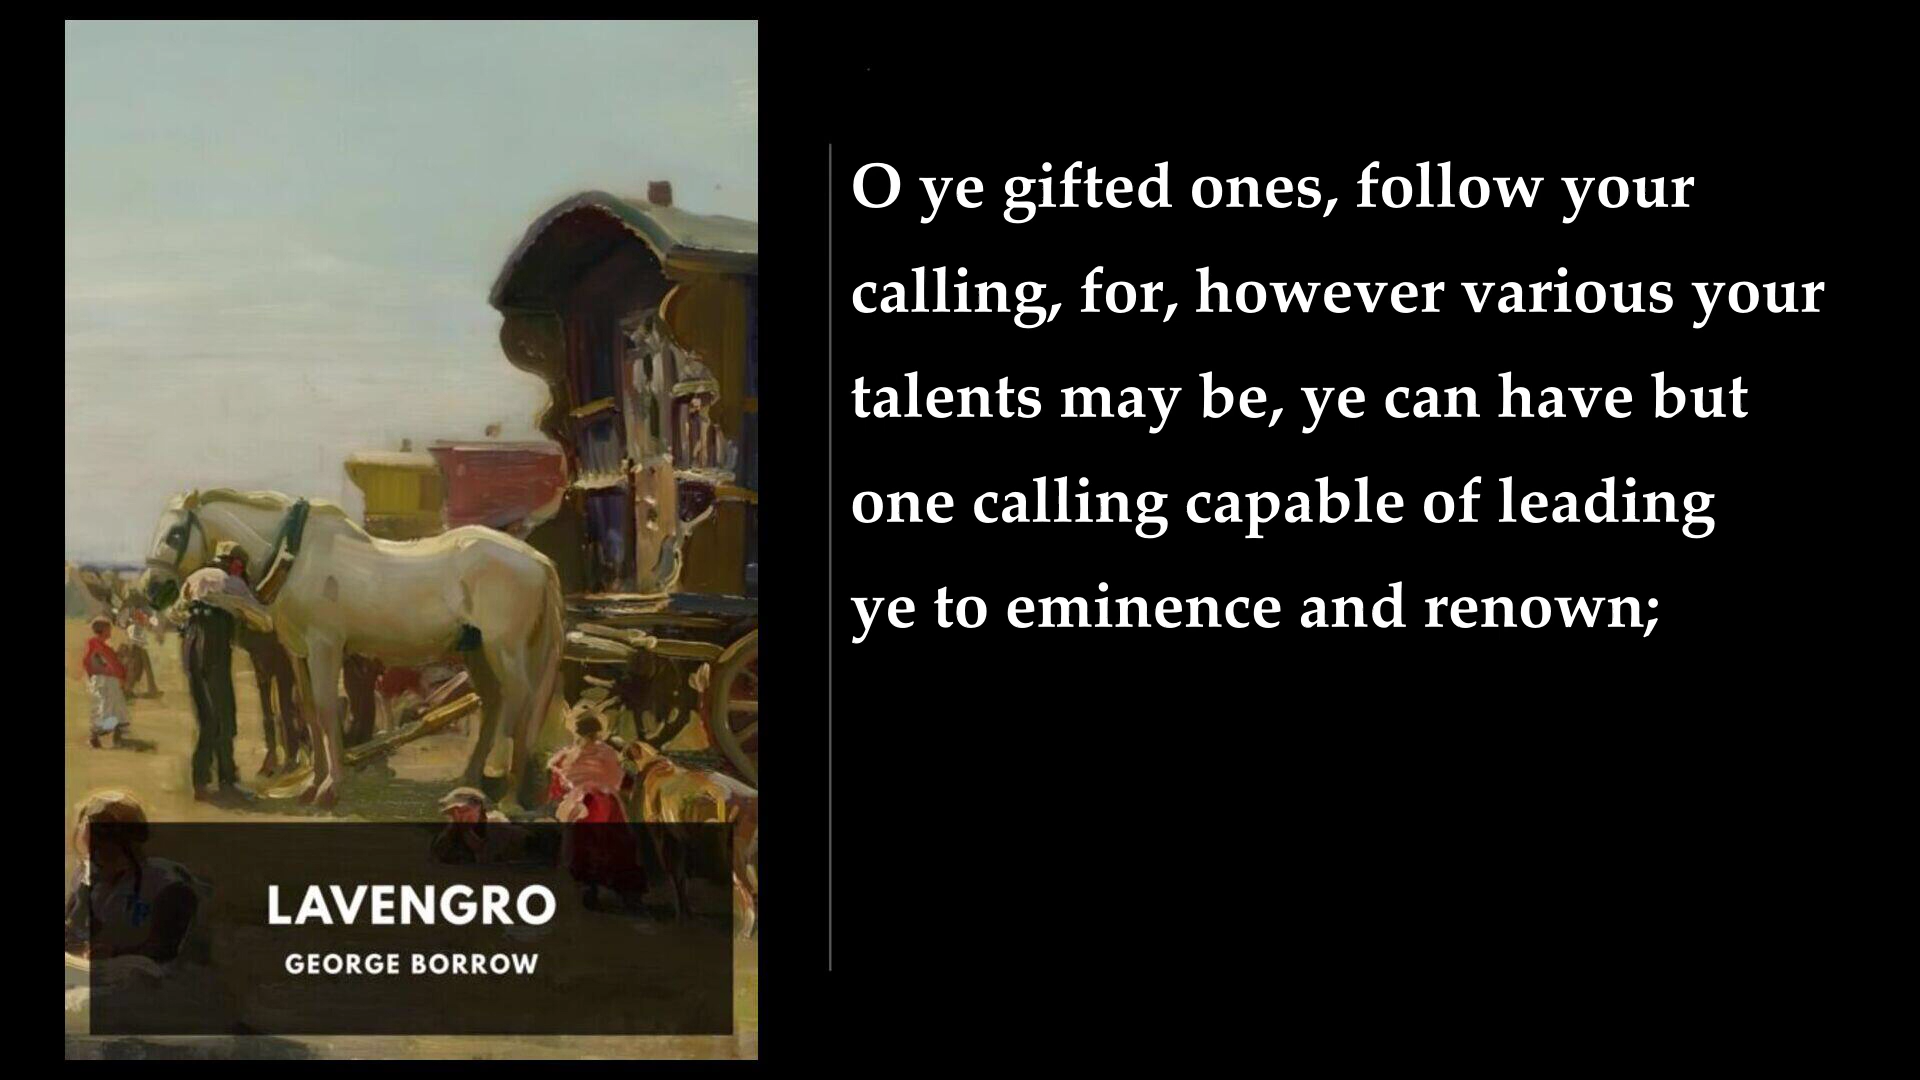 O ye gifted ones, follow your
calling, for, however various your
talents may be, ye can have but
one calling capable of leading
ye to eminence and renown;
LAVENGRO
GEORGE BORROW